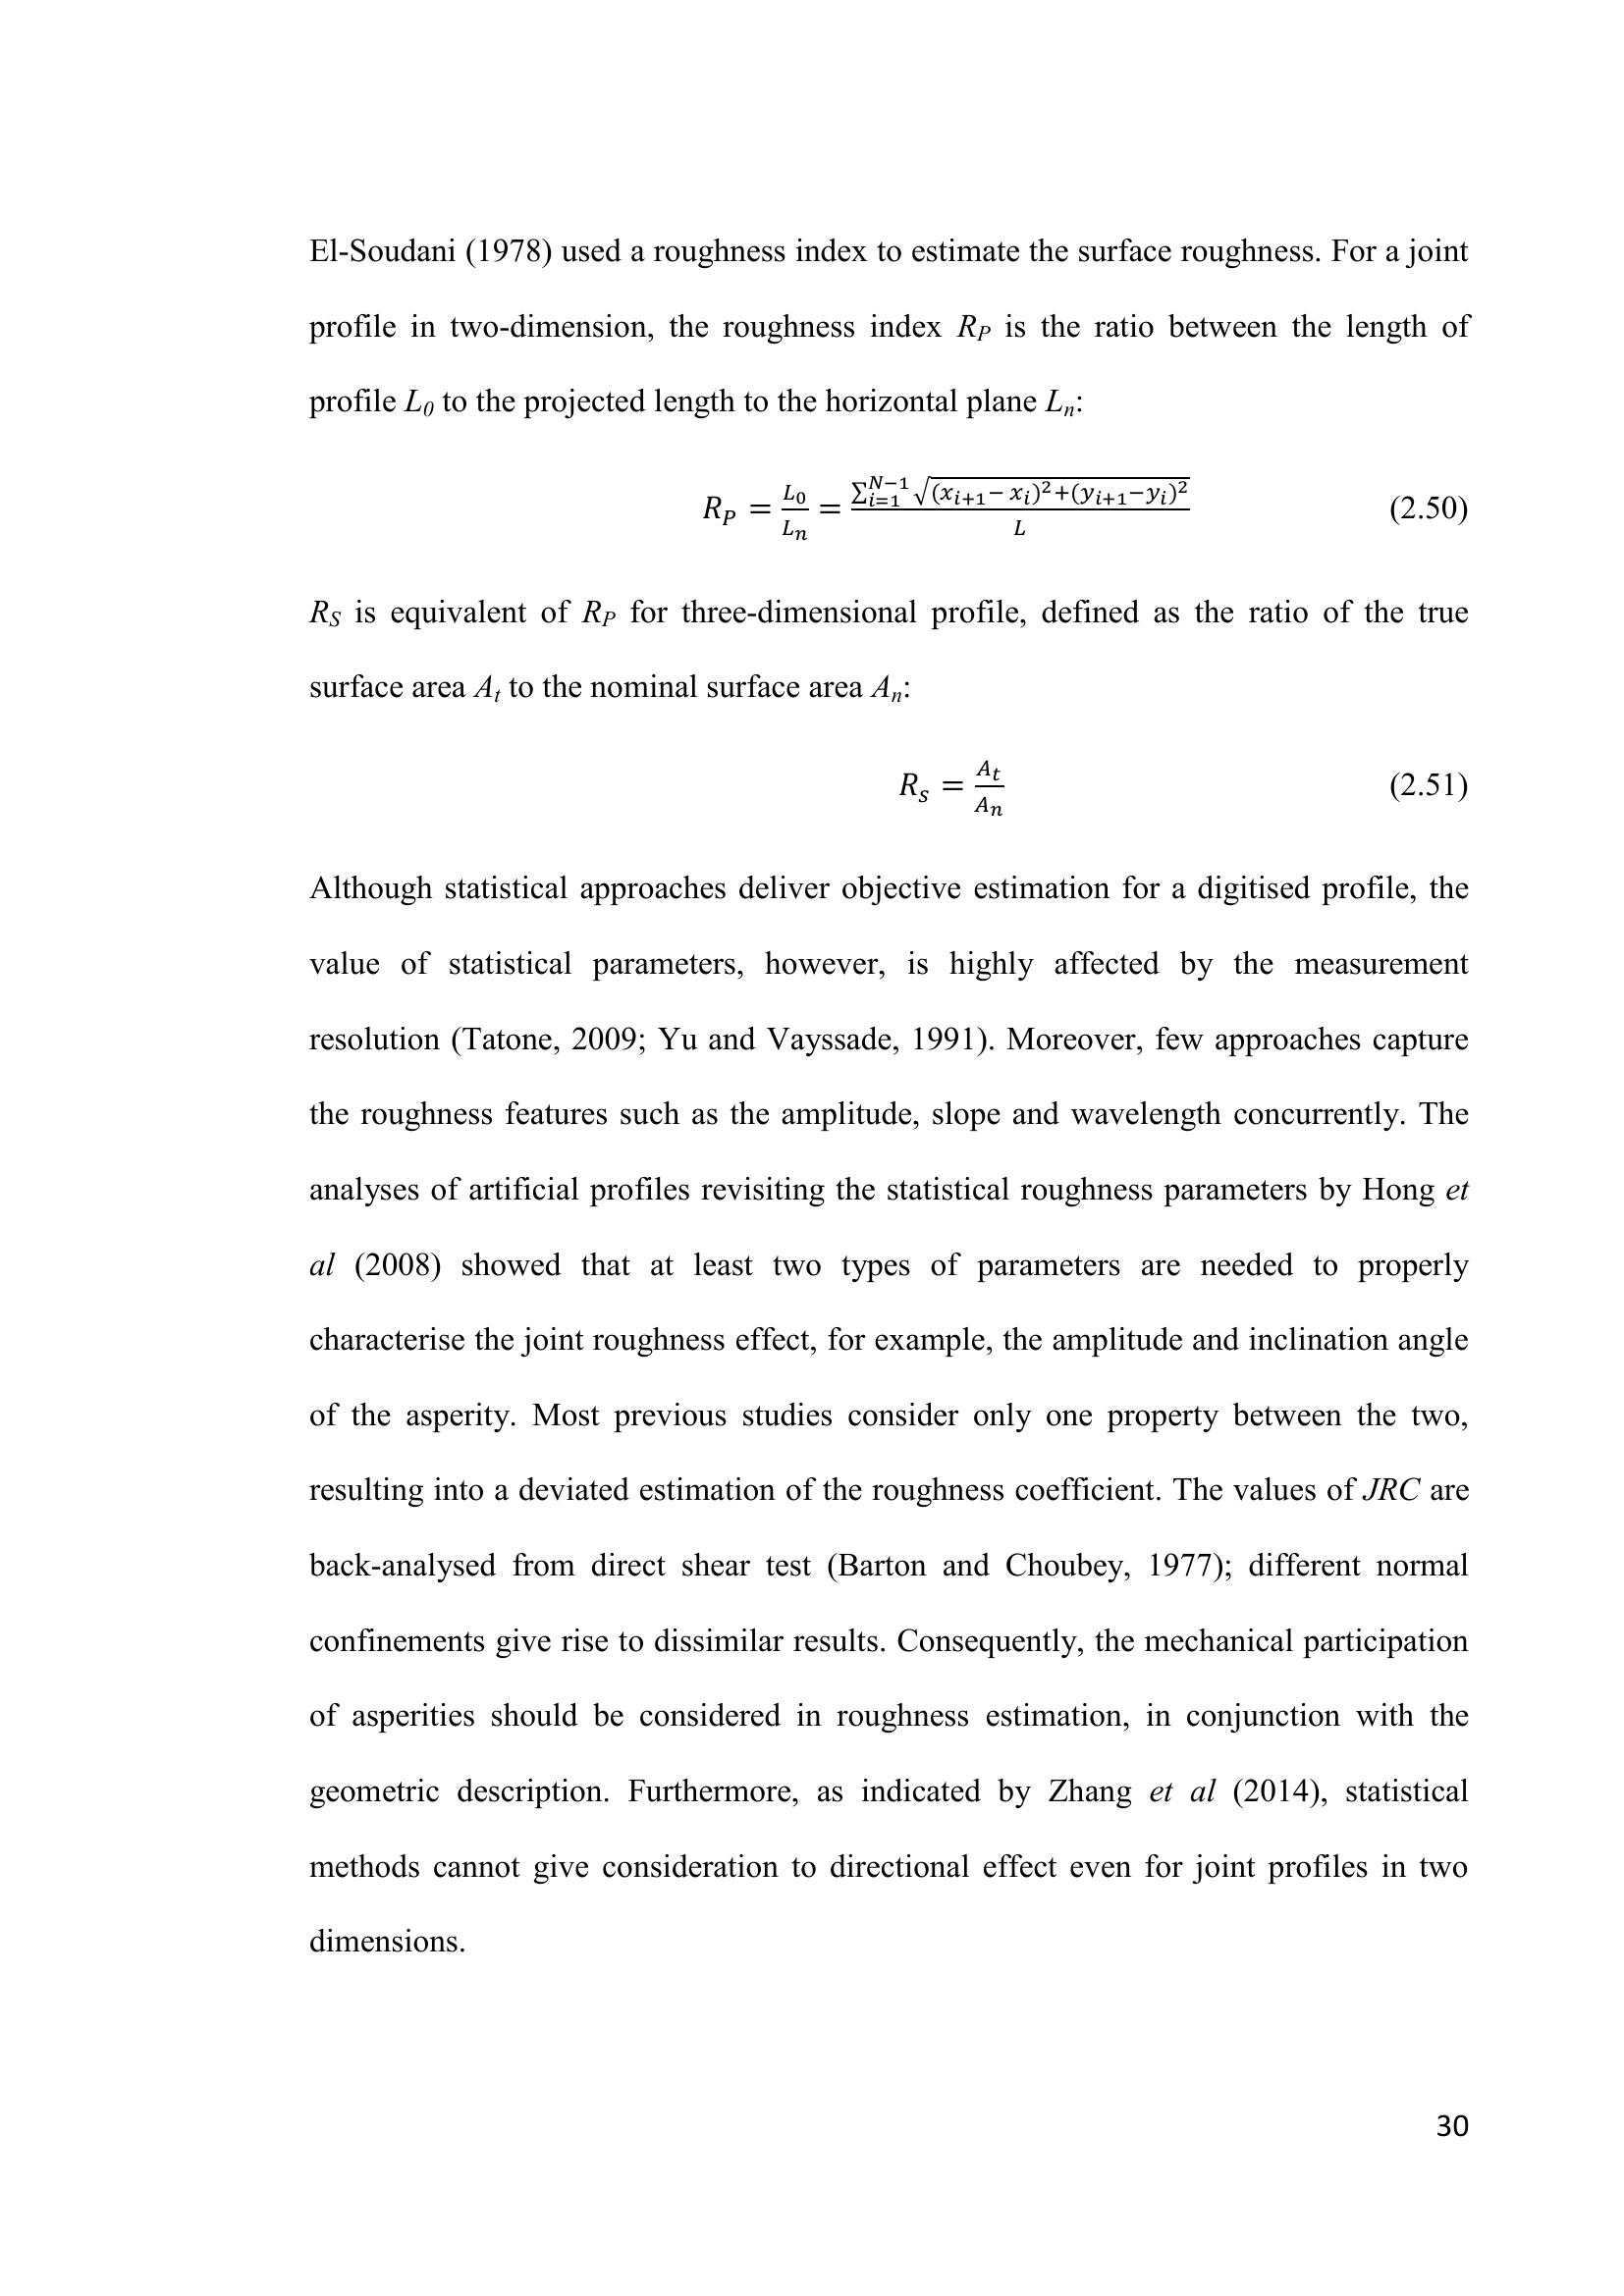 El-Soudani (1978) used a roughness index to estimate the surface roughness. For a joint
profile in two-dimension, the roughness index R_P is the ratio between the length of
profile L_0 to the projected length to the horizontal plane L_n:
R_P = \frac{L_0}{L_n} = \frac{\sum_{i=1}^{N-1} \sqrt{(x_{i+1} - x_i)^2 + (y_{i+1} - y_i)^2}}{L} (2.50)
R_S is equivalent of R_P for three-dimensional profile, defined as the ratio of the true
surface area A_t to the nominal surface area A_n:
R_s = \frac{A_t}{A_n} (2.51)
Although statistical approaches deliver objective estimation for a digitised profile, the
value of statistical parameters, however, is highly affected by the measurement
resolution (Tatone, 2009; Yu and Vayssade, 1991). Moreover, few approaches capture
the roughness features such as the amplitude, slope and wavelength concurrently. The
analyses of artificial profiles revisiting the statistical roughness parameters by Hong et
al (2008) showed that at least two types of parameters are needed to properly
characterise the joint roughness effect, for example, the amplitude and inclination angle
of the asperity. Most previous studies consider only one property between the two,
resulting into a deviated estimation of the roughness coefficient. The values of JRC are
back-analysed from direct shear test (Barton and Choubey, 1977); different normal
confinements give rise to dissimilar results. Consequently, the mechanical participation
of asperities should be considered in roughness estimation, in conjunction with the
geometric description. Furthermore, as indicated by Zhang et al (2014), statistical
methods cannot give consideration to directional effect even for joint profiles in two
dimensions.
30